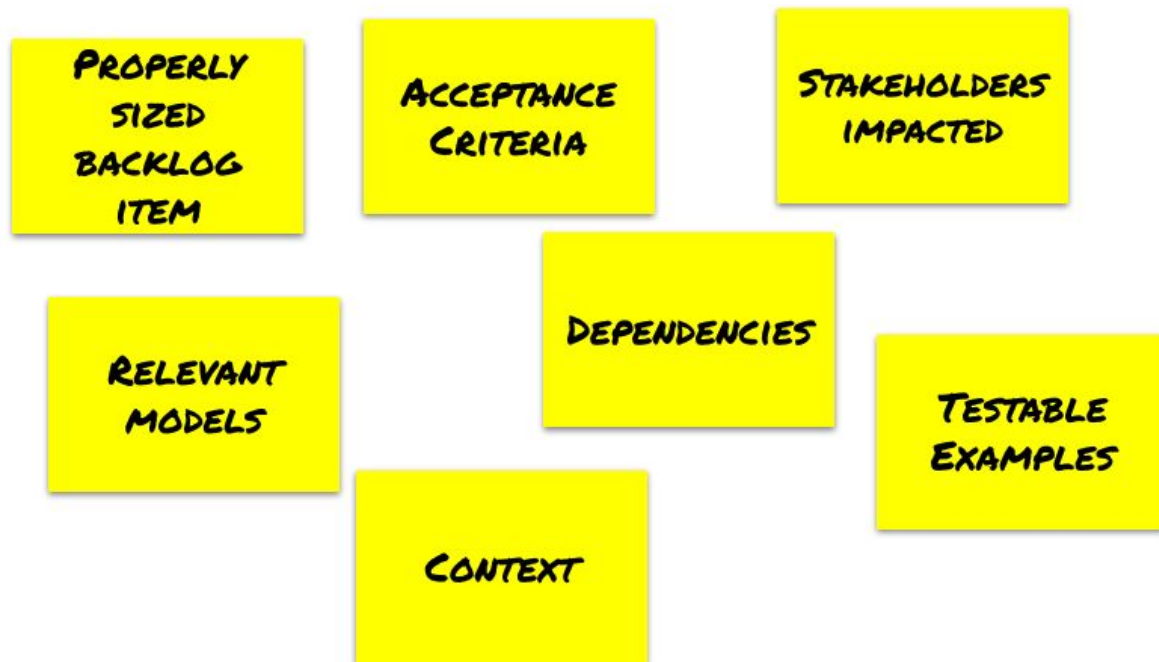 Properly
sized
backlog
item
Acceptance
Criteria
Stakeholders
impacted
Relevant
models
Dependencies
Testable
Examples
Context